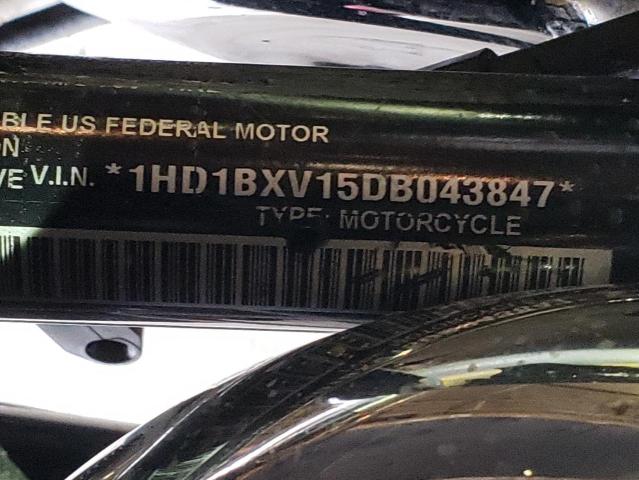 BLE US FEDERAL MOTOR
ON
VE V.I.N. *1HD1BXV15DB043847*
TYPE: MOTORCYCLE